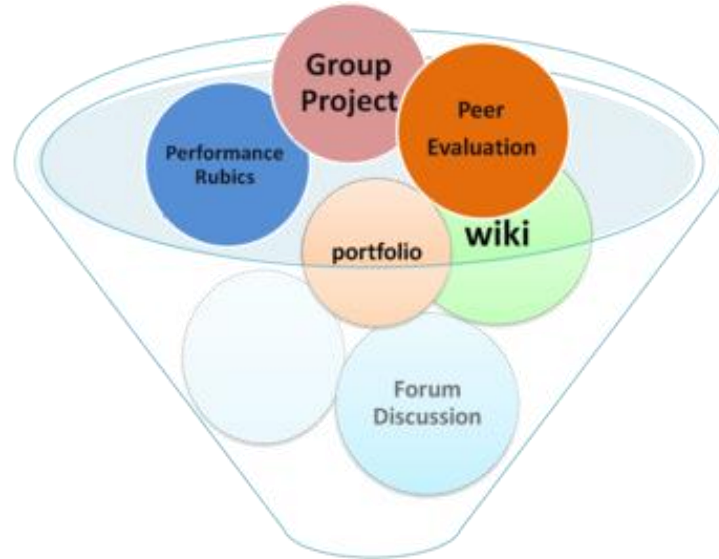 Group
Project
Peer
Evaluation
Performance
Rubics
wiki
portfolio
Forum
Discussion